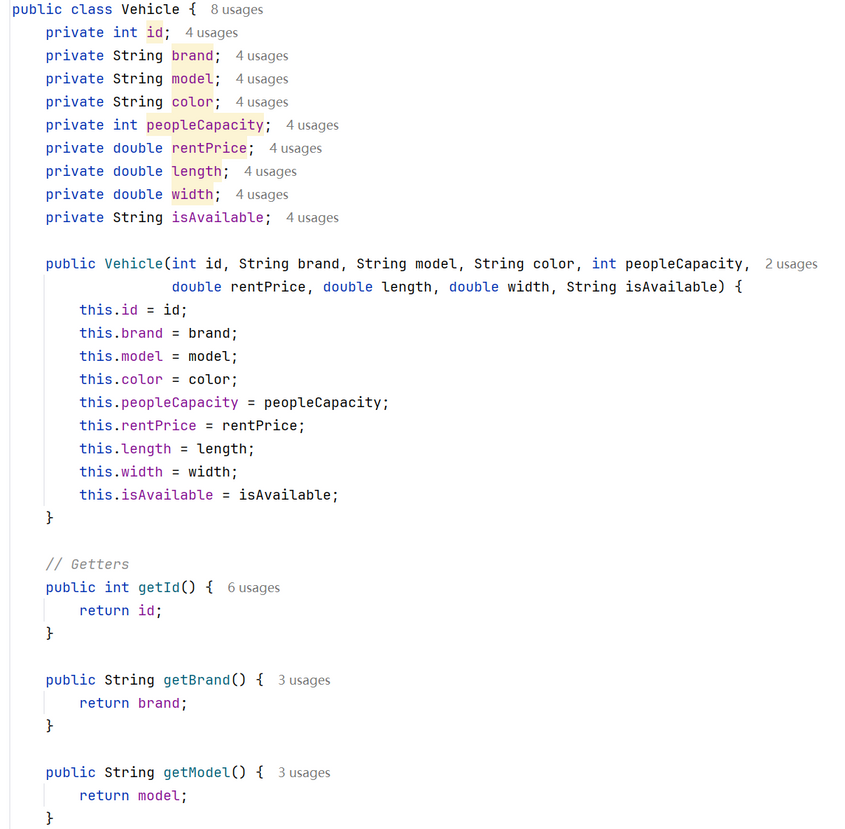 public class Vehicle { 8 usages
private int id; 4 usages
private String brand; 4 usages
private String model; 4 usages
private String color; 4 usages
private int peopleCapacity; 4 usages
private double rentPrice; 4 usages
private double length; 4 usages
private double width; 4 usages
private String isAvailable; 4 usages
public Vehicle(int id, String brand, String model, String color, int peopleCapacity, 2 usages
double rentPrice, double length, double width, String isAvailable) {
this.id = id;
this.brand = brand;
this.model = model;
this.color = color;
this.peopleCapacity = peopleCapacity;
this.rentPrice = rentPrice;
this.length = length;
this.width = width;
this.isAvailable = isAvailable;
}
// Getters
public int getId() { 6 usages
return id;
}
public String getBrand() { 3 usages
return brand;
}
public String getModel() { 3 usages
return model;
}